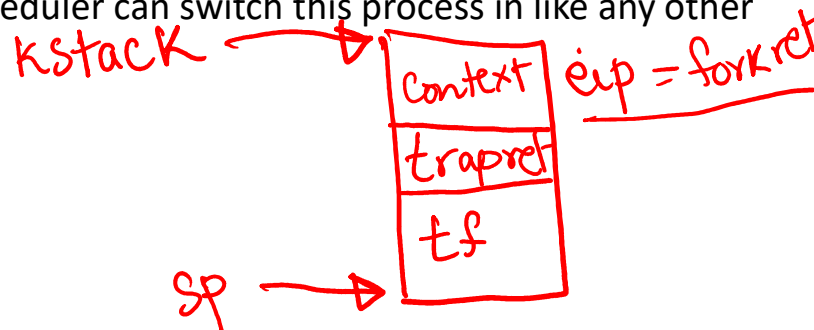 eduler can switch this process in like any other
kstack
context
eip = forkret
trapret
tf
sp